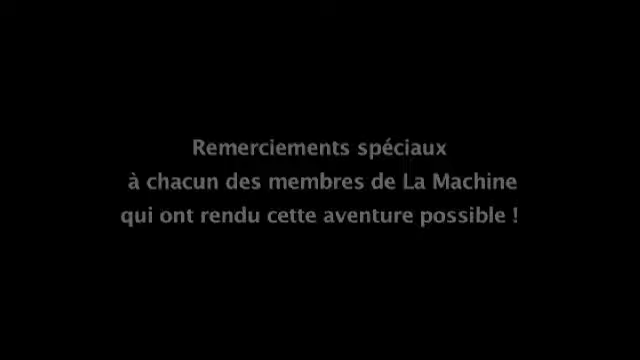 Remerciements spéciaux
à chacun des membres de La Machine
qui ont rendu cette aventure possible !